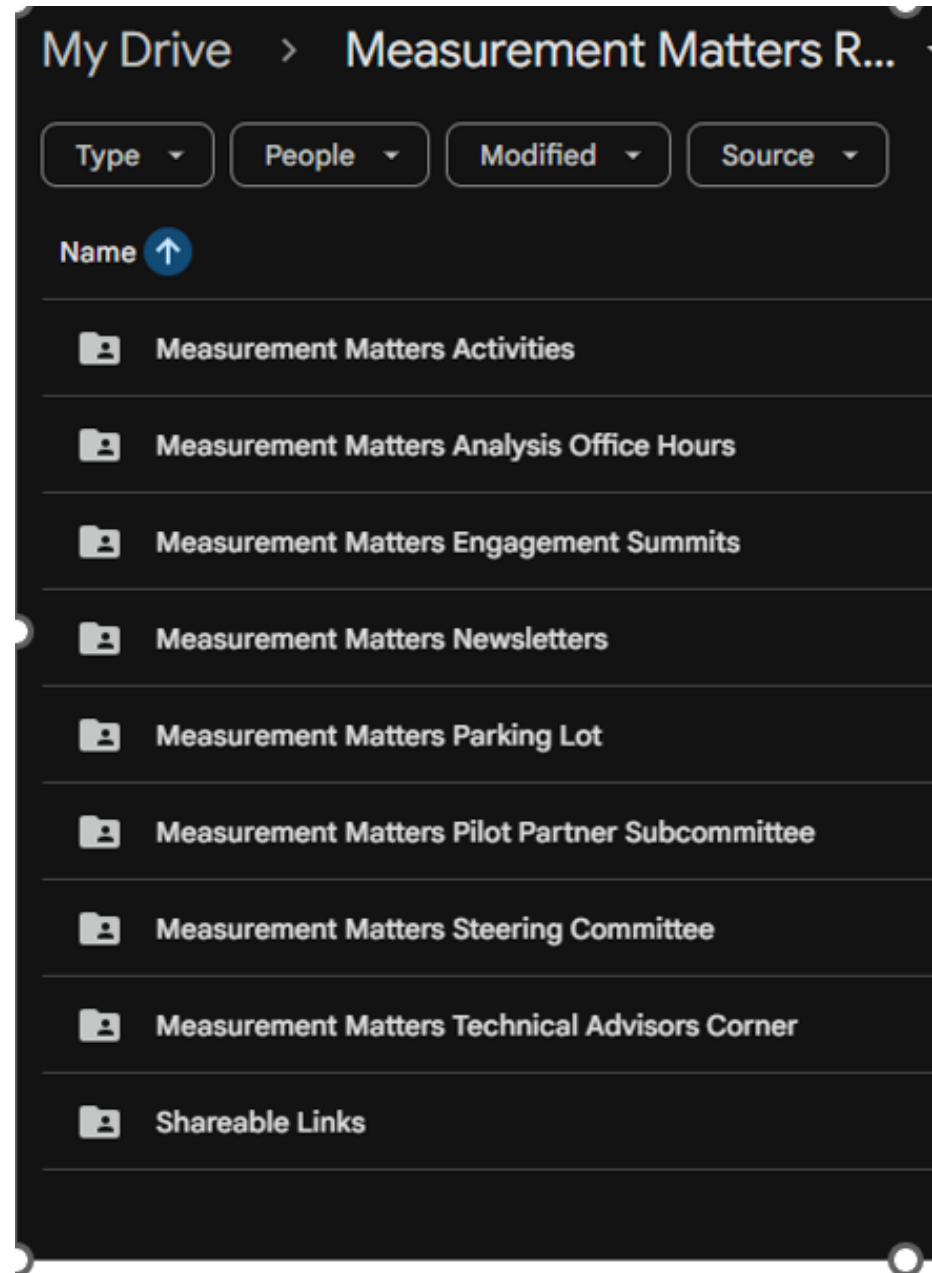 My Drive > Measurement Matters R...
Type People Modified Source
Name
Measurement Matters Activities
Measurement Matters Analysis Office Hours
Measurement Matters Engagement Summits
Measurement Matters Newsletters
Measurement Matters Parking Lot
Measurement Matters Pilot Partner Subcommittee
Measurement Matters Steering Committee
Measurement Matters Technical Advisors Corner
Shareable Links